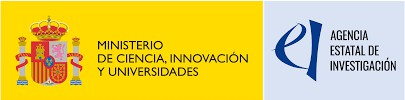 MINISTERIO
DE CIENCIA, INNOVACIÓN
Y UNIVERSIDADES
AGENCIA
ESTATAL DE
INVESTIGACIÓN